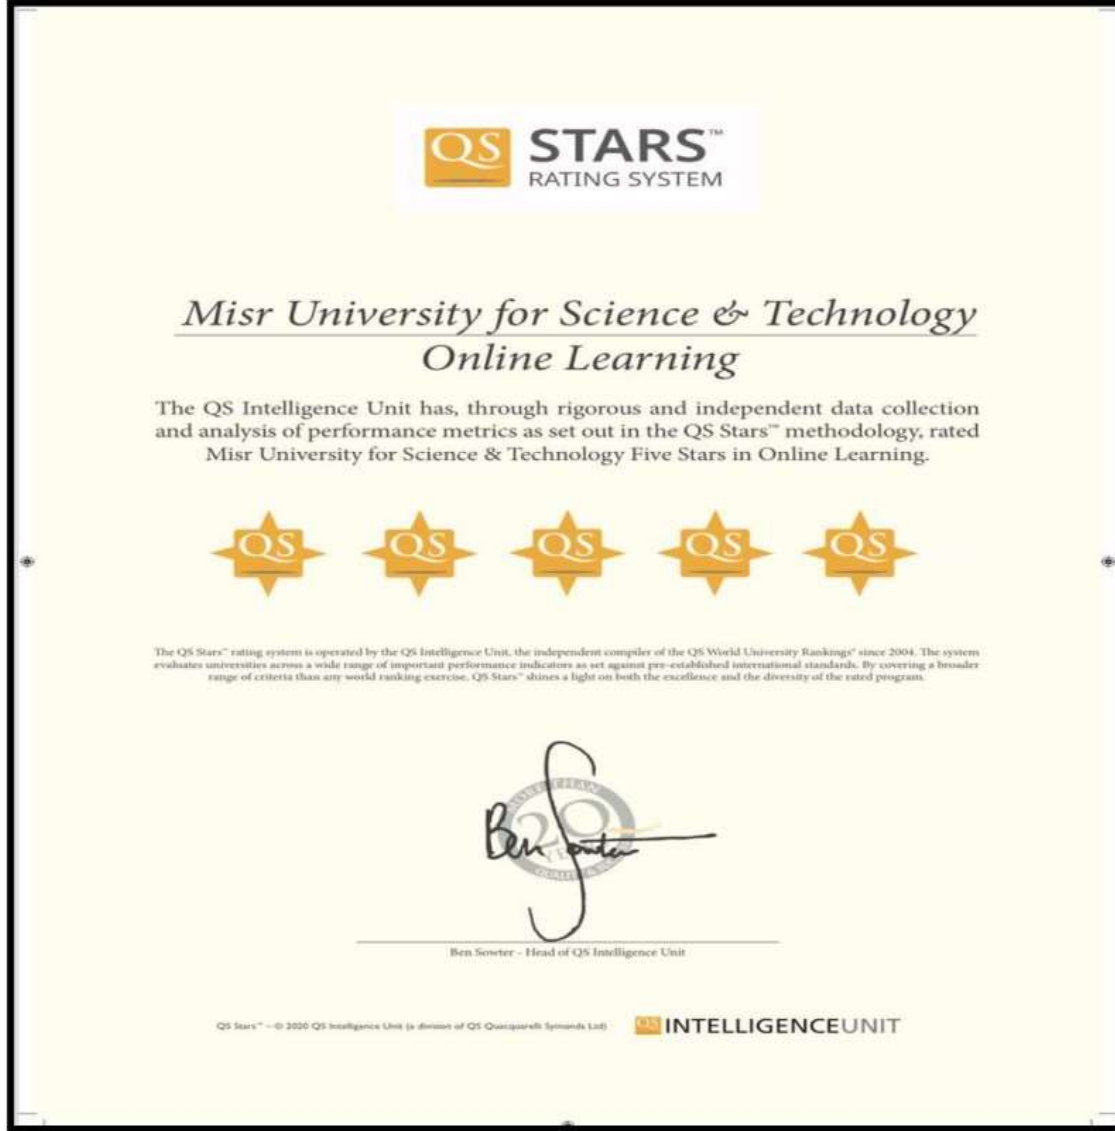 QS STARS™
RATING SYSTEM
Misr University for Science & Technology
Online Learning
The QS Intelligence Unit has, through rigorous and independent data collection
and analysis of performance metrics as set out in the QS Stars™ methodology, rated
Misr University for Science & Technology Five Stars in Online Learning.
QS QS QS QS QS
The QS Stars™ rating system is operated by the QS Intelligence Unit, the independent compiler of the QS World University Rankings® since 2004. The system
evaluates universities across a wide range of important performance indicators as set against pre-established international standards. By covering a broader
range of criteria than any world ranking exercise, QS Stars™ shines a light on both the excellence and the diversity of the rated program.
MORE THAN
20
YEARS
Ben Sowter
Ben Sowter - Head of QS Intelligence Unit
QS Stars™ – © 2020 QS Intelligence Unit (a division of QS Quacquarelli Symonds Ltd)
QS INTELLIGENCEUNIT